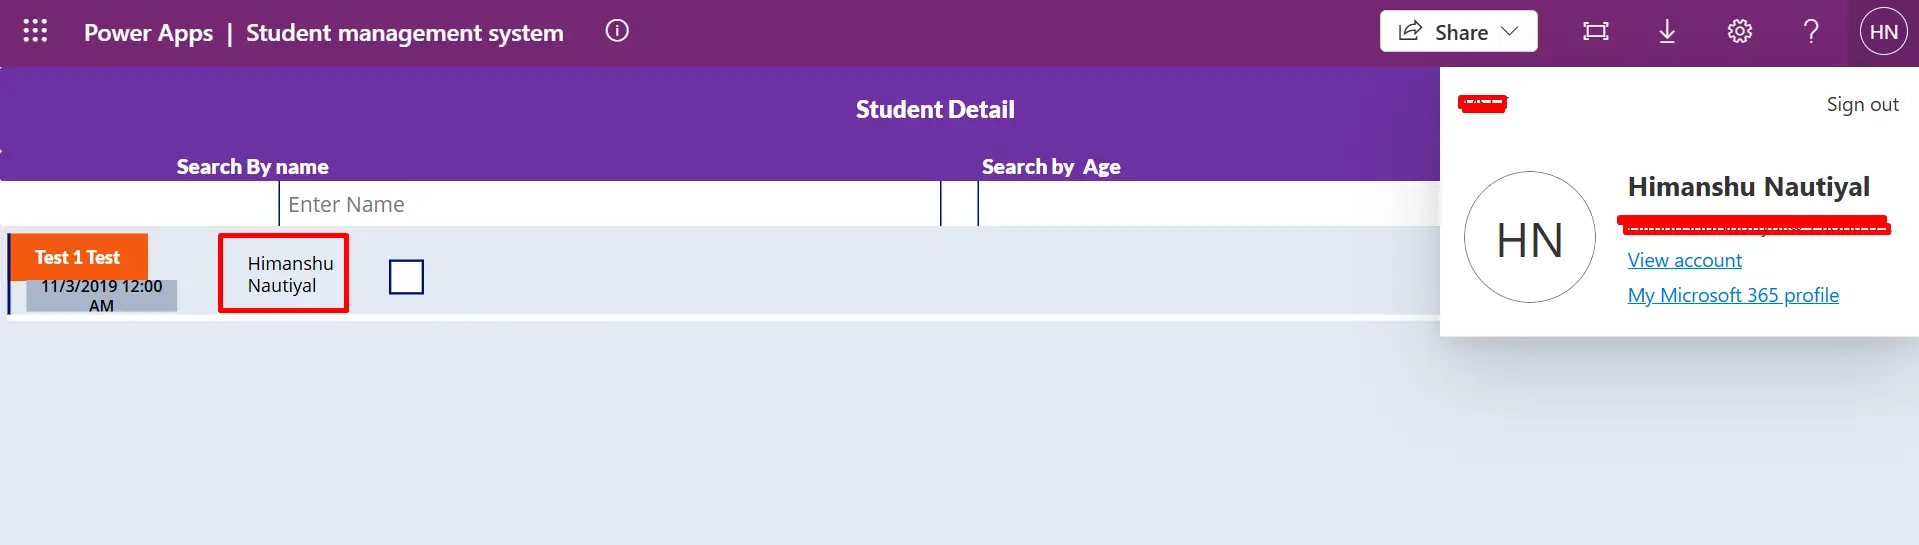 Power Apps | Student management system
Share
HN
Student Detail
Sign out
Search By name
Search by Age
Himanshu Nautiyal
Enter Name
HN
Test 1 Test
Himanshu
Nautiyal
View account
11/3/2019 12:00
AM
My Microsoft 365 profile